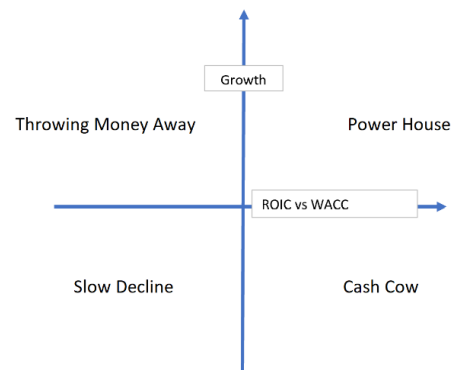 Growth
Throwing Money Away
Power House
ROIC vs WACC
Slow Decline
Cash Cow